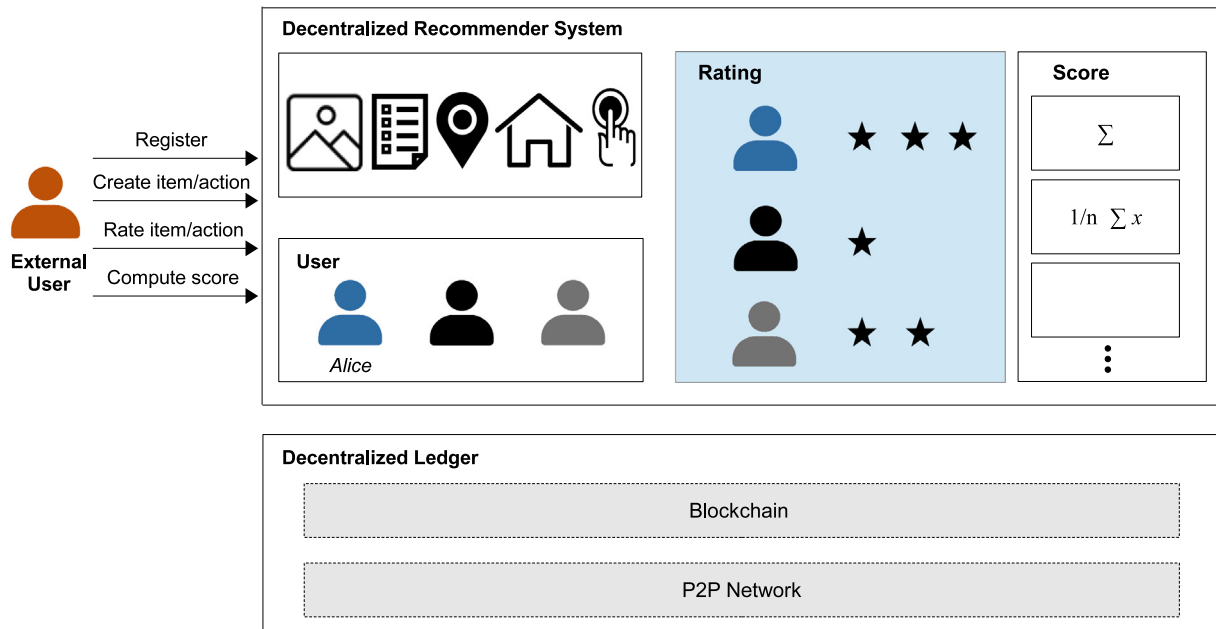 Decentralized Recommender System
Register
Create item/action
Rate item/action
Compute score
External
User
User
Alice
Rating
Score
∑
1/n ∑ x
Decentralized Ledger
Blockchain
P2P Network